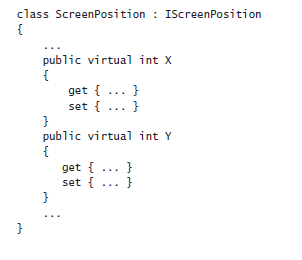 class ScreenPosition : IScreenPosition
{
    ...
    public virtual int X
    {
        get { ... }
        set { ... }
    }
    public virtual int Y
    {
       get { ... }
       set { ... }
    }
    ...
}